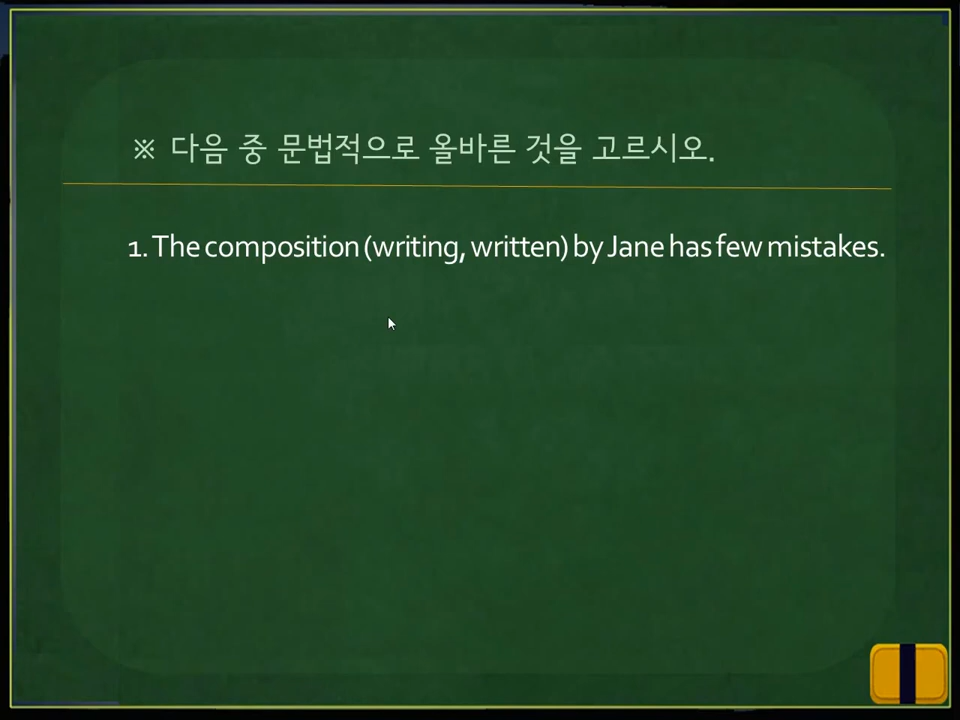 ※ 다음 중 문법적으로 올바른 것을 고르시오.
1. The composition (writing, written) by Jane has few mistakes.